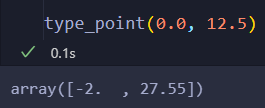 type_point(0.0, 12.5)
0.1s
array([-2.  , 27.55])